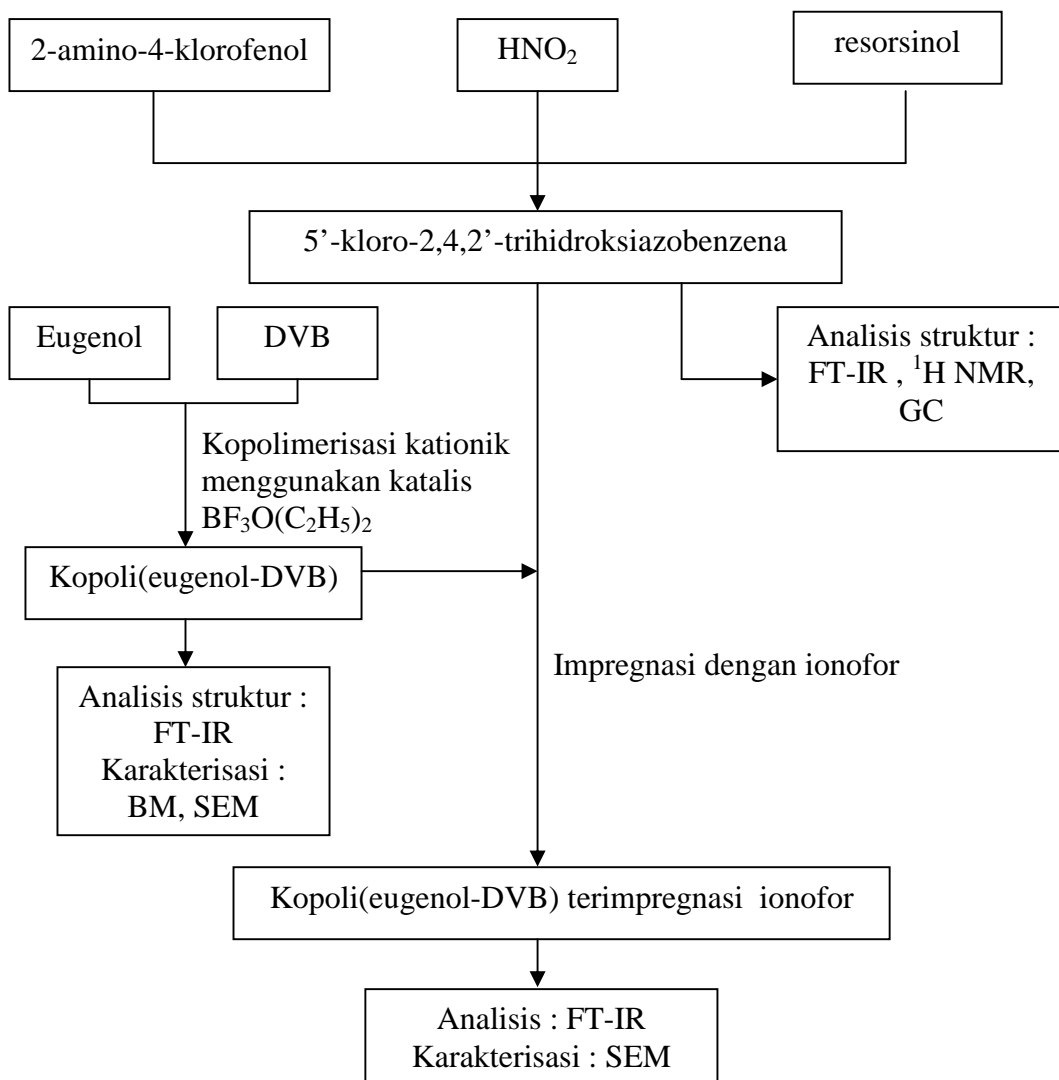 2-amino-4-klorofenol
HNO₂
resorsinol
5’-kloro-2,4,2’-trihidroksiazobenzena
Eugenol
DVB
Analisis struktur :
FT-IR , ¹H NMR,
GC
Kopolimerisasi kationik
menggunakan katalis
BF₃O(C₂H₅)₂
Kopoli(eugenol-DVB)
Impregnasi dengan ionofor
Analisis struktur :
FT-IR
Karakterisasi :
BM, SEM
Kopoli(eugenol-DVB) terimpregnasi ionofor
Analisis : FT-IR
Karakterisasi : SEM